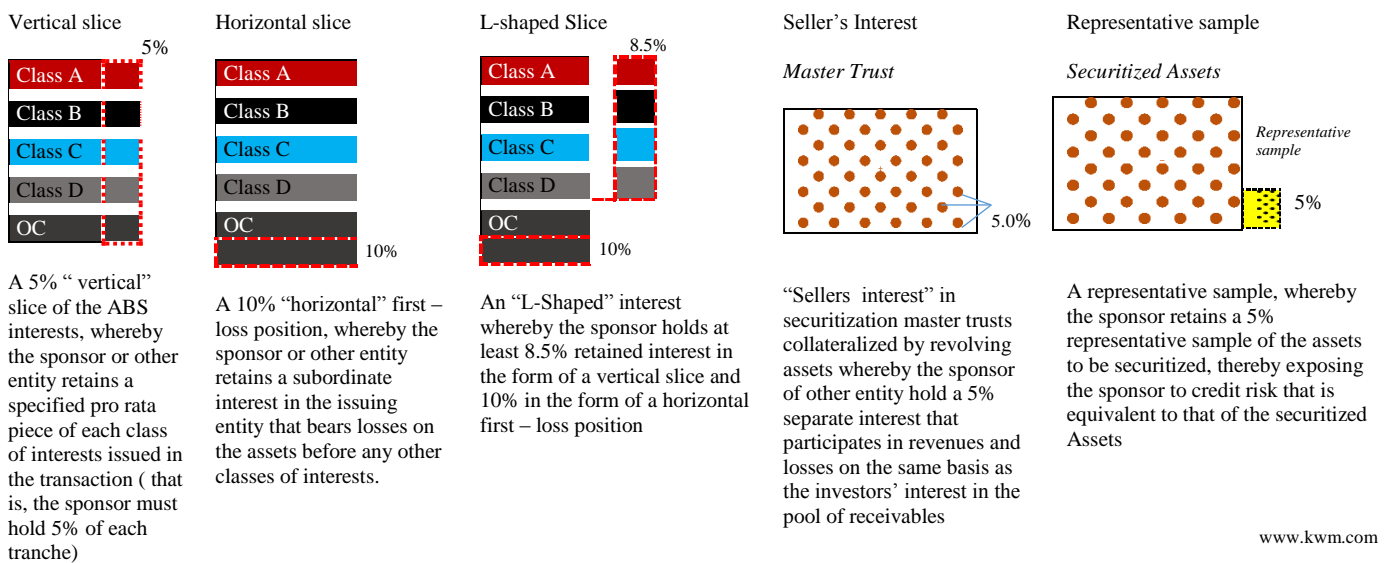 Vertical slice
5%
Class A
Class B
Class C
Class D
OC
A 5% “ vertical”
slice of the ABS
interests, whereby
the sponsor or other
entity retains a
specified pro rata
piece of each class
of interests issued in
the transaction ( that
is, the sponsor must
hold 5% of each
tranche)
Horizontal slice
Class A
Class B
Class C
Class D
OC
10%
A 10% “horizontal” first –
loss position, whereby the
sponsor or other entity
retains a subordinate
interest in the issuing
entity that bears losses on
the assets before any other
classes of interests.
L-shaped Slice
8.5%
Class A
Class B
Class C
Class D
OC
10%
An “L-Shaped” interest
whereby the sponsor holds at
least 8.5% retained interest in
the form of a vertical slice and
10% in the form of a horizontal
first – loss position
Seller’s Interest
Master Trust
5.0%
“Sellers interest” in
securitization master trusts
collateralized by revolving
assets whereby the sponsor
of other entity hold a 5%
separate interest that
participates in revenues and
losses on the same basis as
the investors’ interest in the
pool of receivables
Representative sample
Securitized Assets
Representative
sample
5%
A representative sample, whereby
the sponsor retains a 5%
representative sample of the assets
to be securitized, thereby exposing
the sponsor to credit risk that is
equivalent to that of the securitized
Assets
www.kwm.com